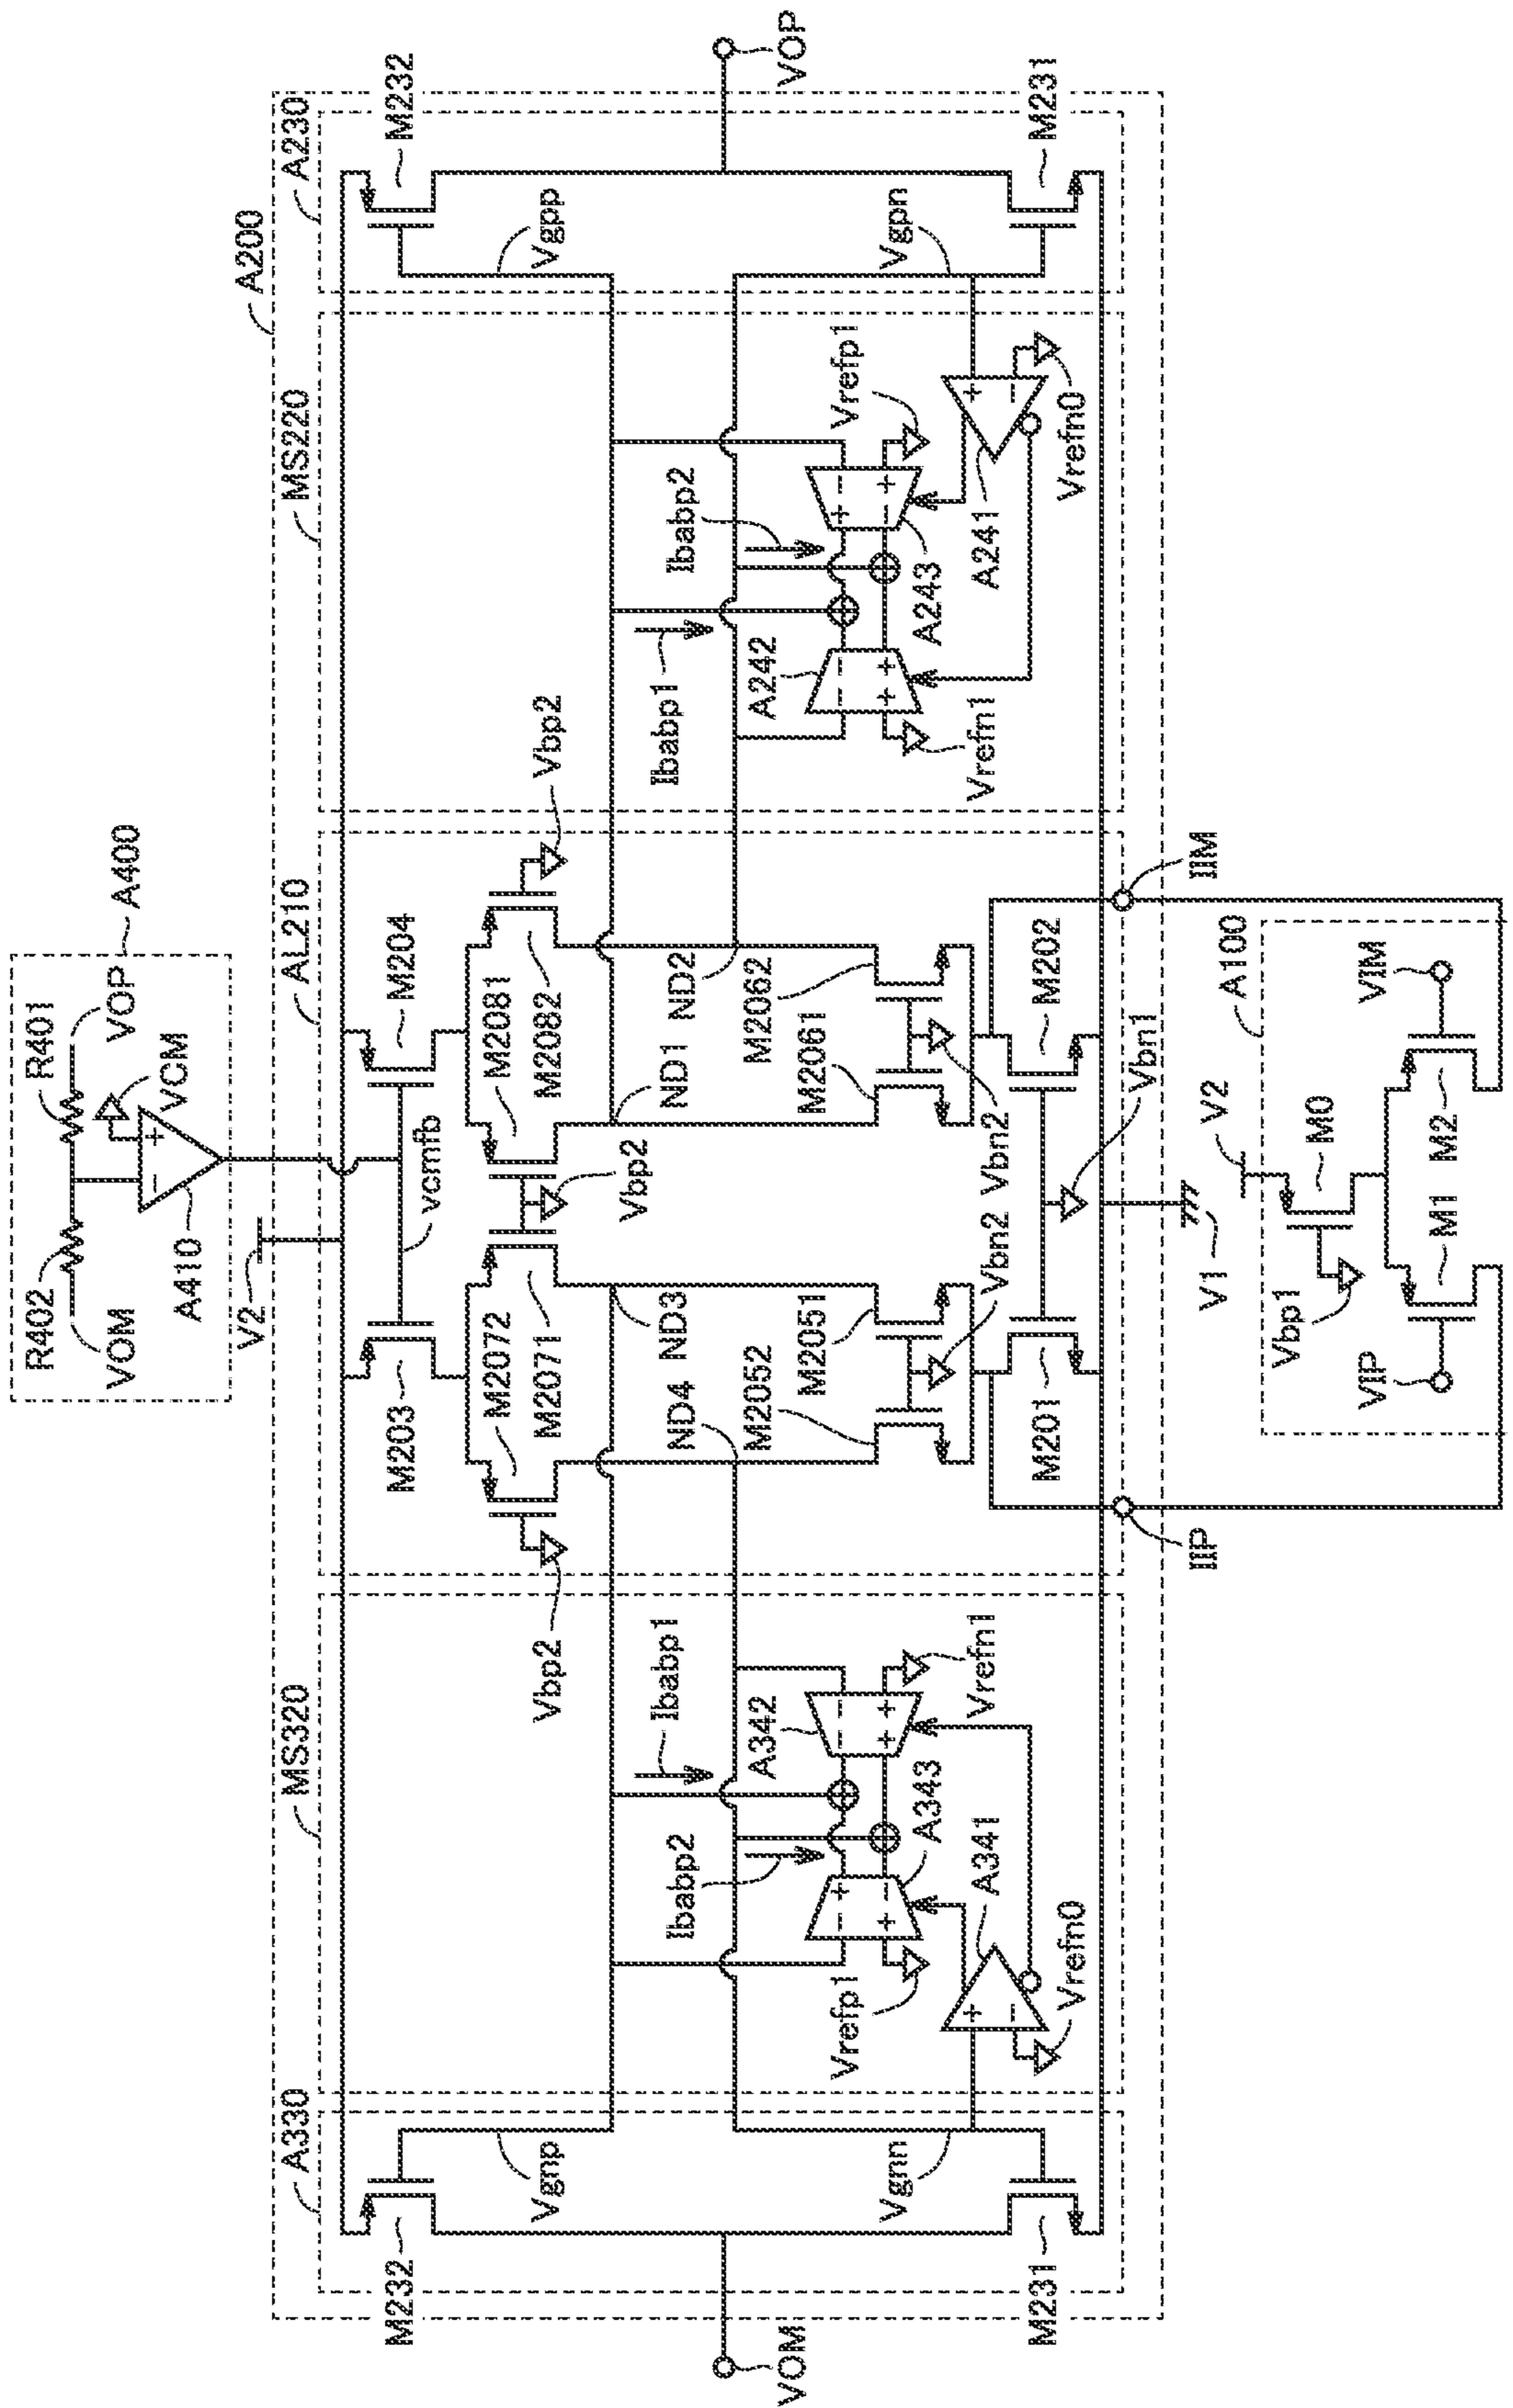 R402
R401
VOM
VOP
VCM
A410
A400
V2
A200
A330
MS320
AL210
MS220
A230
M232
M203
vcmfb
M204
M232
M2072
M2071
M2081
M2082
Vbp2
Vbp2
Vbp2
Vgnp
Vgpp
ND4
ND3
ND1
ND2
Ibabp2
Ibabp1
Ibabp1
Ibabp2
VOM
VOP
A342
A242
M2052
M2051
M2061
M2062
Vrefp1
A343
Vrefn1
Vrefn1
A243
Vrefp1
Vgnn
Vgpn
A341
A241
Vbn2
Vbn2
Vrefn0
Vrefn0
M231
M201
M202
M231
Vbn1
IIP
IIM
V1
V2
A100
Vbp1
M0
VIP
M1
M2
VIM